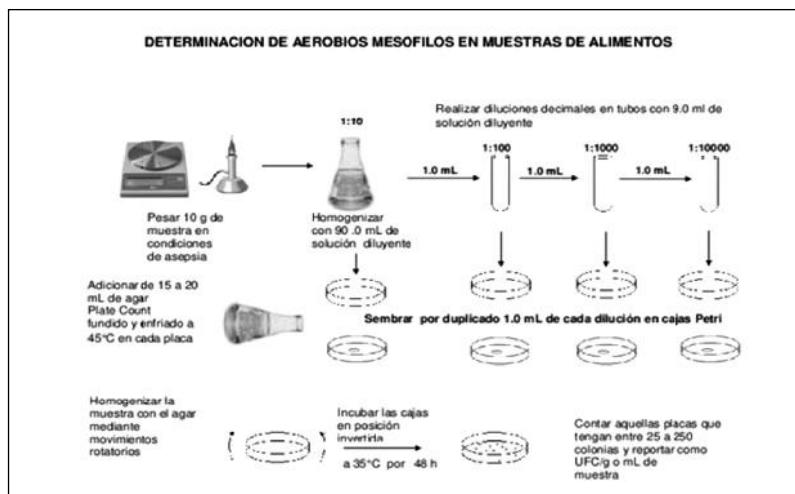 DETERMINACION DE AEROBIOS MESOFILOS EN MUESTRAS DE ALIMENTOS
Realizar diluciones decimales en tubos con 9.0 ml de
solución diluyente
1:10
1:100
1:1000
1:10000
1.0 mL
1.0 mL
1.0 mL
Pesar 10 g de
muestra en
condiciones
de asepsia
Homogenizar
con 90 .0 mL de
solución diluyente
Adicionar de 15 a 20
mL de agar
Plate Count
fundido y enfriado a
45°C en cada placa
Sembrar por duplicado 1.0 mL de cada dilución en cajas Petri
Homogenizar la
muestra con el agar
mediante
movimientos
rotatorios
Incubar las cajas
en posición
invertida
a 35°C por 48 h
Contar aquellas placas que
tengan entre 25 a 250
colonias y reportar como
UFC/g o mL de
muestra